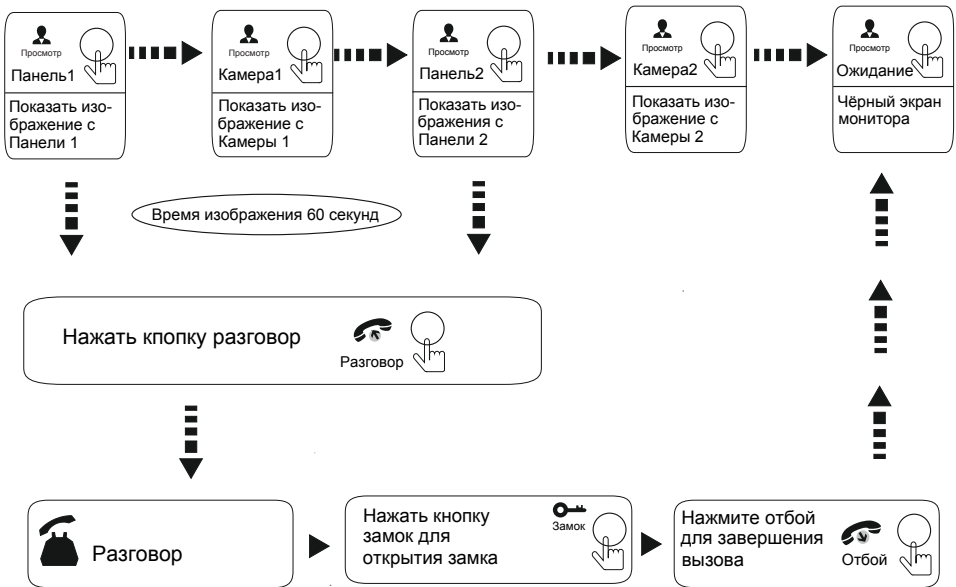 Просмотр
Панель1
Показать изо-
бражение с
Панели 1
Просмотр
Камера1
Показать изо-
бражение с
Камеры 1
Просмотр
Панель2
Показать изо-
бражения с
Панели 2
Просмотр
Камера2
Показать изо-
бражение с
Камеры 2
Просмотр
Ожидание
Чёрный экран
монитора
Время изображения 60 секунд
Нажать кпопку разговор
Разговор
Разговор
Нажать кнопку
замок для
открытия замка
Замок
Нажмите отбой
для завершения
вызова
Отбой